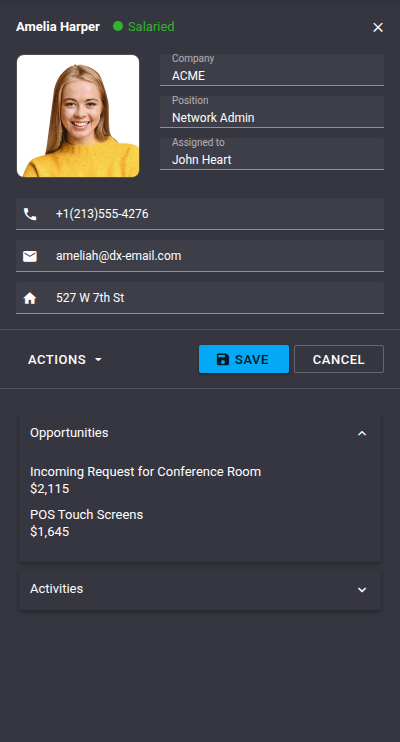 Amelia Harper Salaried
Company
ACME
Position
Network Admin
Assigned to
John Heart
+1(213)555-4276
ameliah@dx-email.com
527 W 7th St
ACTIONS SAVE CANCEL
Opportunities
Incoming Request for Conference Room
$2,115
POS Touch Screens
$1,645
Activities